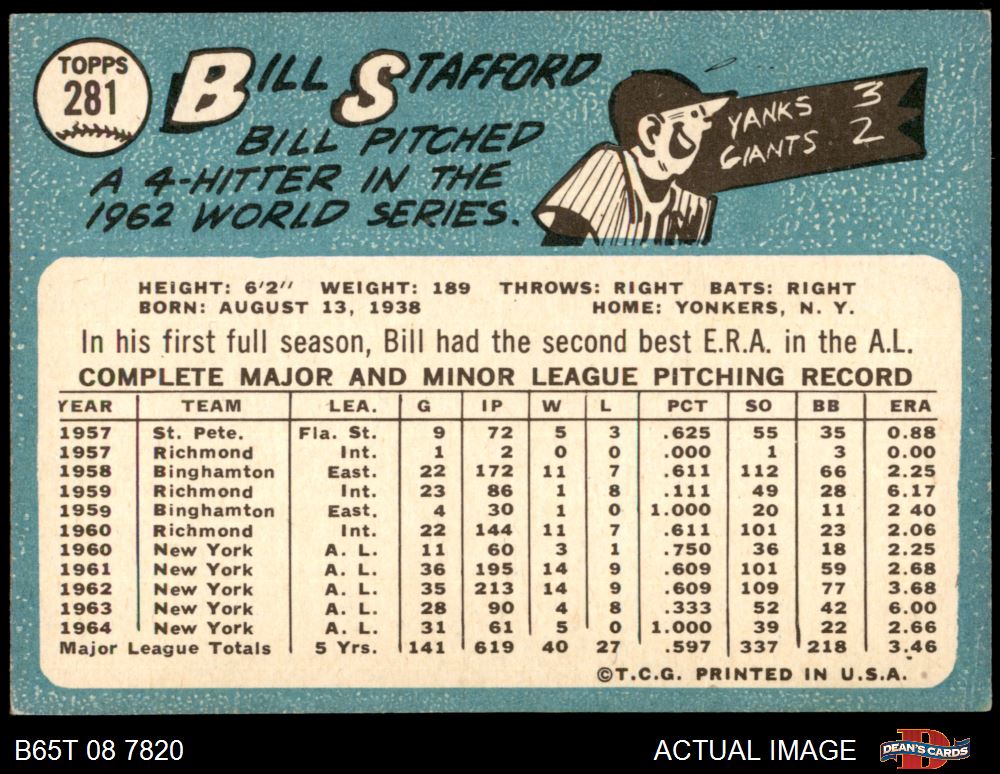 TOPPS
281
BILL STAFFORD
BILL PITCHED
A 4-HITTER IN THE
1962 WORLD SERIES.
YANKS 3
GIANTS 2
HEIGHT: 6'2" WEIGHT: 189 THROWS: RIGHT BATS: RIGHT
BORN: AUGUST 13, 1938 HOME: YONKERS, N. Y.
In his first full season, Bill had the second best E.R.A. in the A.L.
COMPLETE MAJOR AND MINOR LEAGUE PITCHING RECORD
YEAR TEAM LEA. G IP W L PCT SO BB ERA
1957 St. Pete. Fla. St. 9 72 5 3 .625 55 35 0.88
1957 Richmond Int. 1 2 0 0 .000 1 3 0.00
1958 Binghamton East. 22 172 11 7 .611 112 66 2.25
1959 Richmond Int. 23 86 1 8 .111 49 28 6.17
1959 Binghamton East. 4 30 1 0 1.000 20 11 2 40
1960 Richmond Int. 22 144 11 7 .611 101 23 2.06
1960 New York A. L. 11 60 3 1 .750 36 18 2.25
1961 New York A. L. 36 195 14 9 .609 101 59 2.68
1962 New York A. L. 35 213 14 9 .609 109 77 3.68
1963 New York A. L. 28 90 4 8 .333 52 42 6.00
1964 New York A. L. 31 61 5 0 1.000 39 22 2.66
Major League Totals 5 Yrs. 141 619 40 27 .597 337 218 3.46
©T.C.G. PRINTED IN U.S.A.
B65T 08 7820 ACTUAL IMAGE DEAN'S CARDS